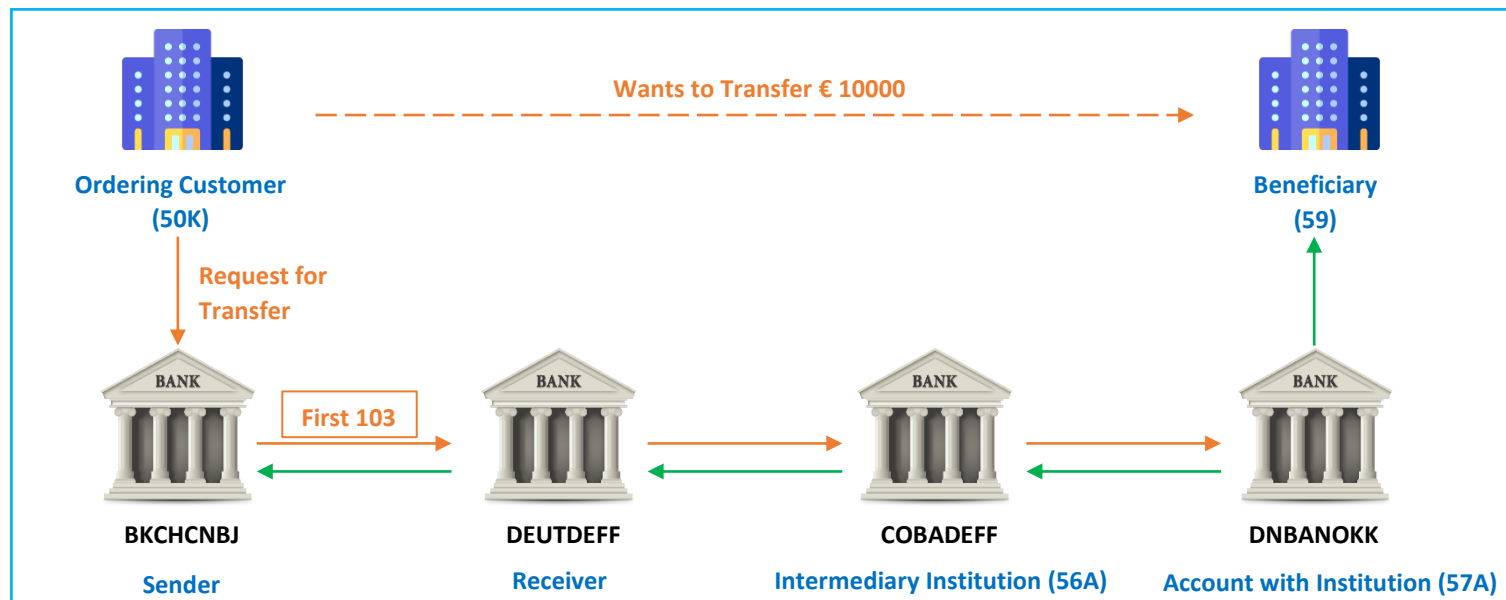 Wants to Transfer € 10000
Ordering Customer
(50K)
Beneficiary
(59)
Request for
Transfer
BANK
BANK
BANK
BANK
First 103
BKCHCNBJ
DEUTDEFF
COBADEFF
DNBANOKK
Sender
Receiver
Intermediary Institution (56A)
Account with Institution (57A)